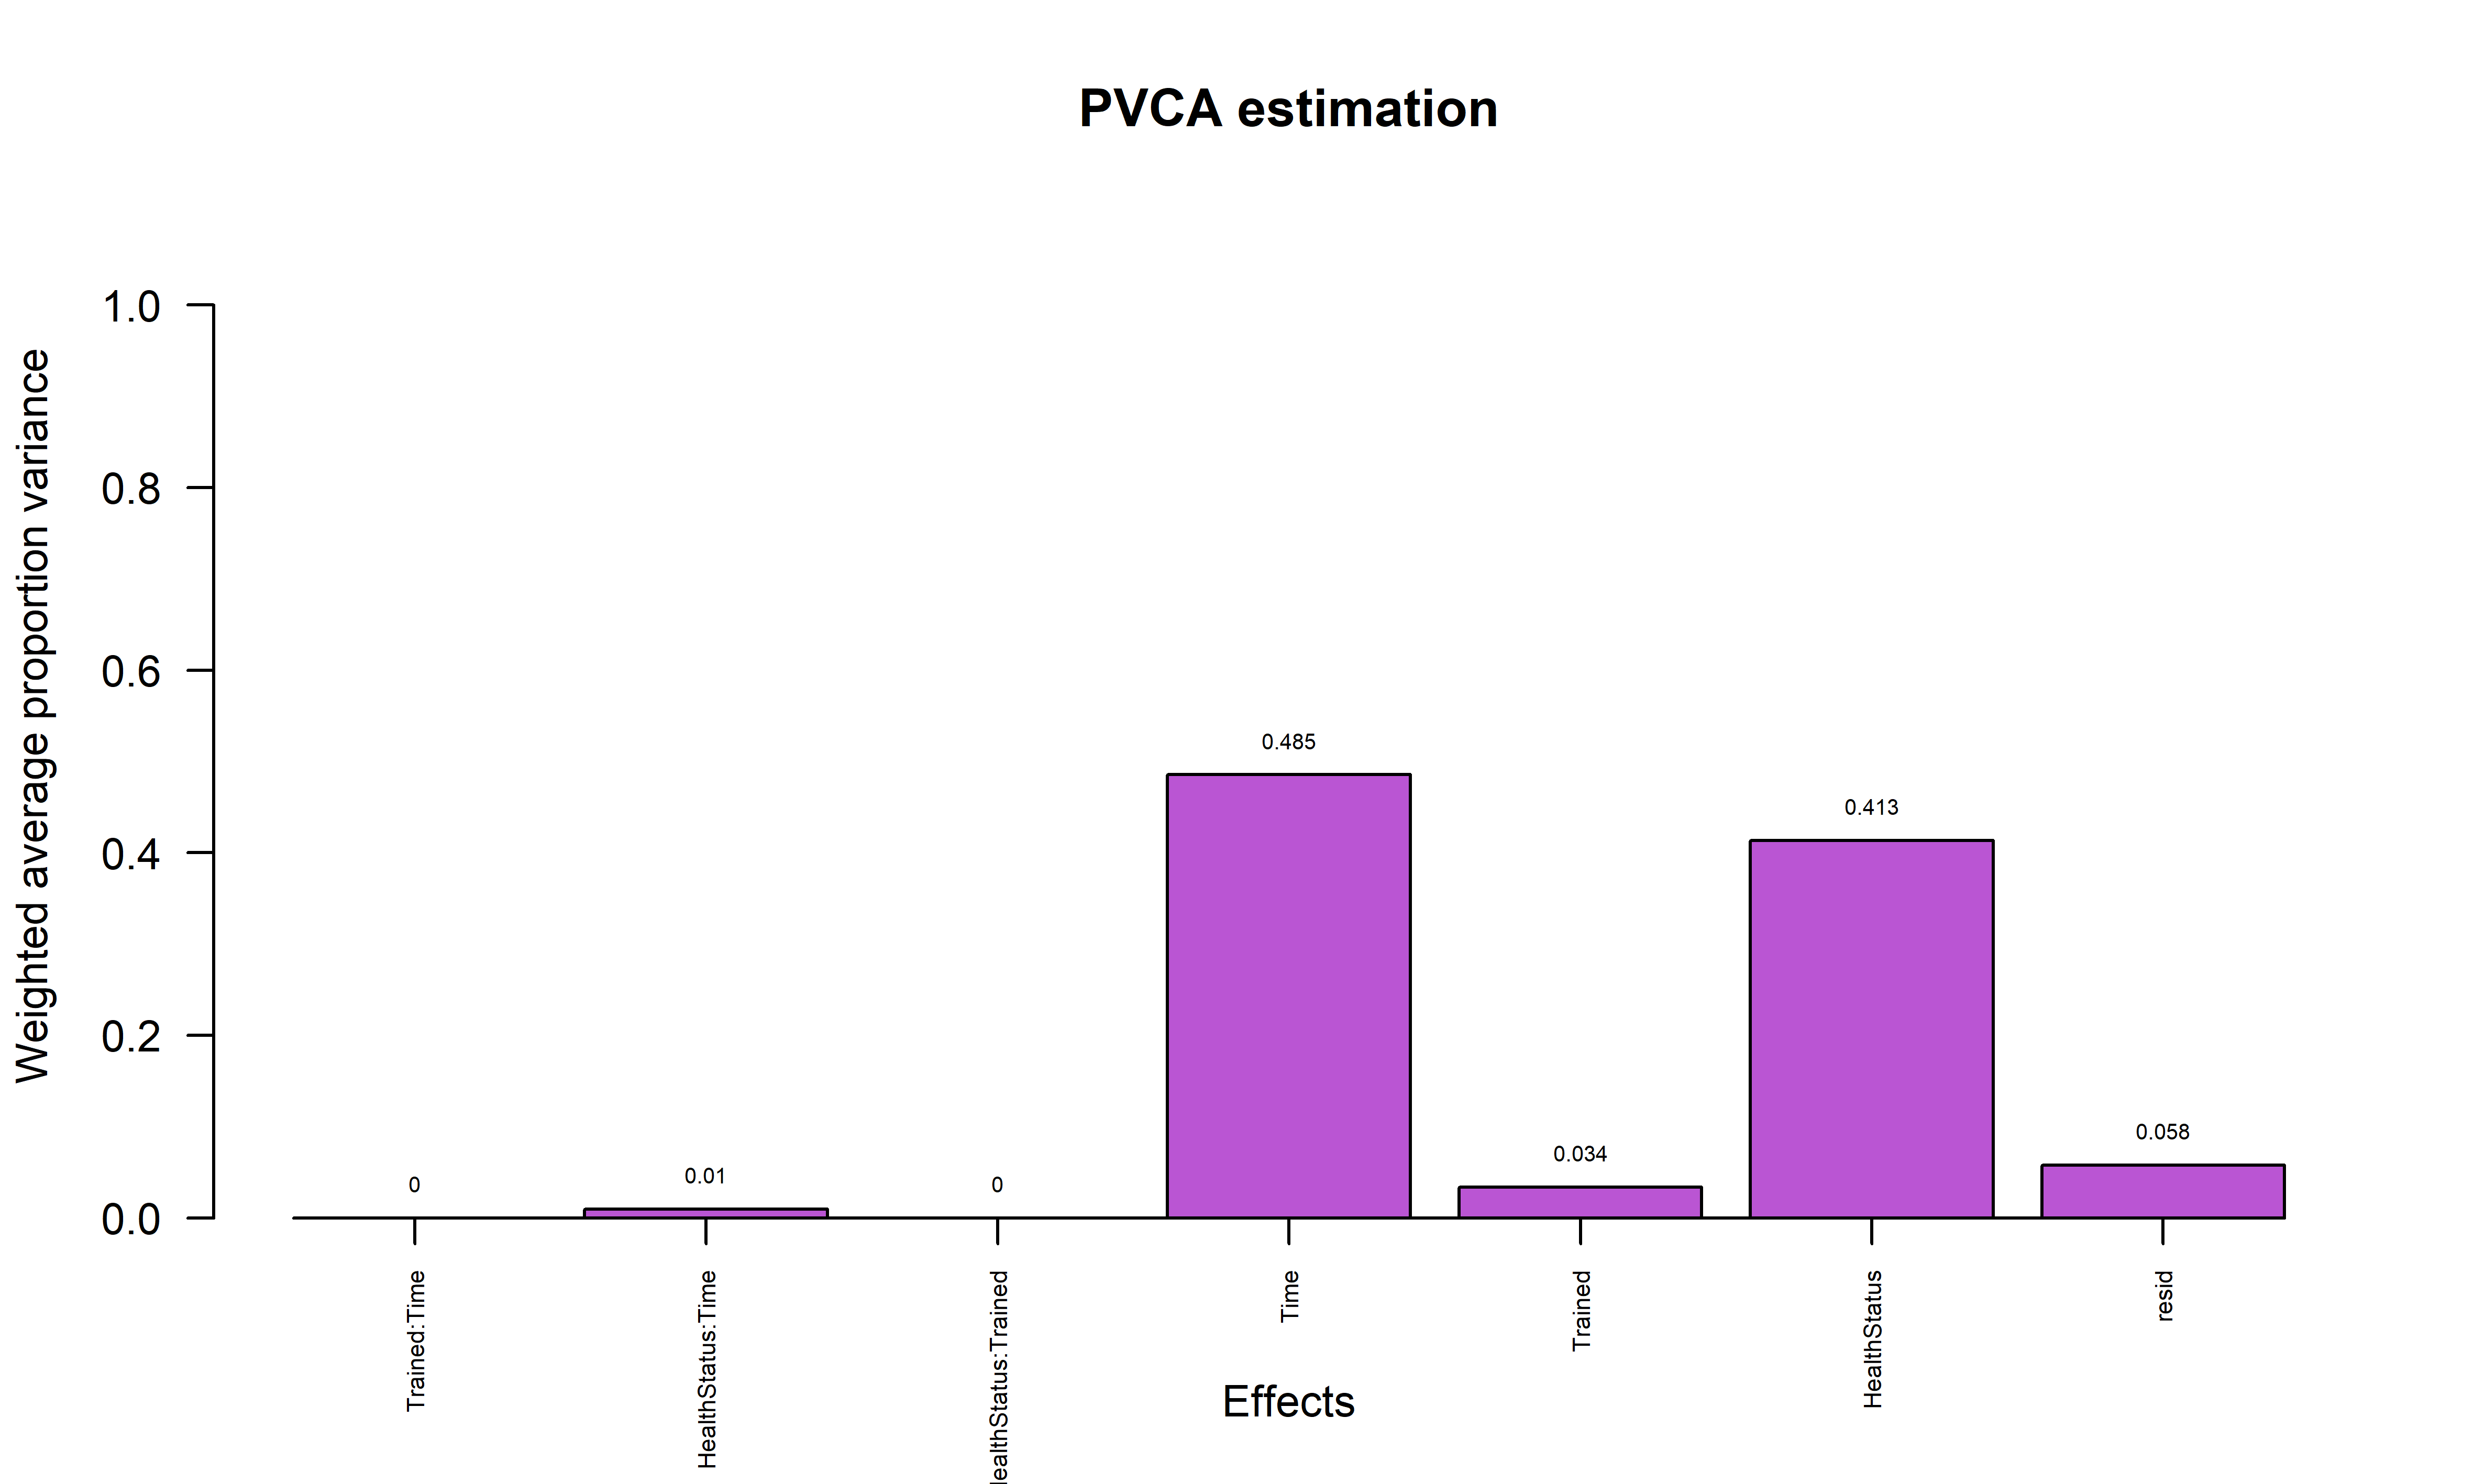 PVCA estimation
Weighted average proportion variance
1.0
0.8
0.6
0.4
0.2
0.0
0
0.01
0
0.485
0.034
0.413
0.058
Trained:Time
HealthStatus:Time
ealthStatus:Trained
Time
Trained
HealthStatus
resid
Effects